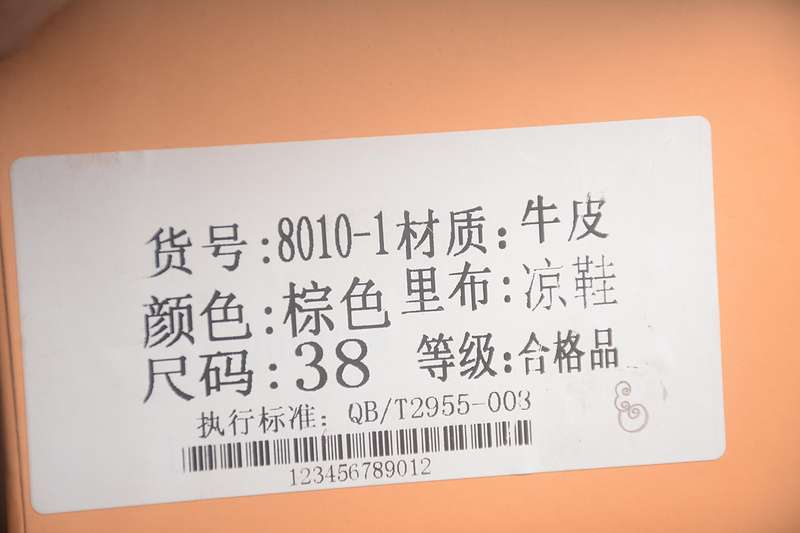 货号:8010-1 材质:牛皮
颜色:棕色 里布:凉鞋
尺码:38 等级:合格品
执行标准: QB/T2955-003
123456789012